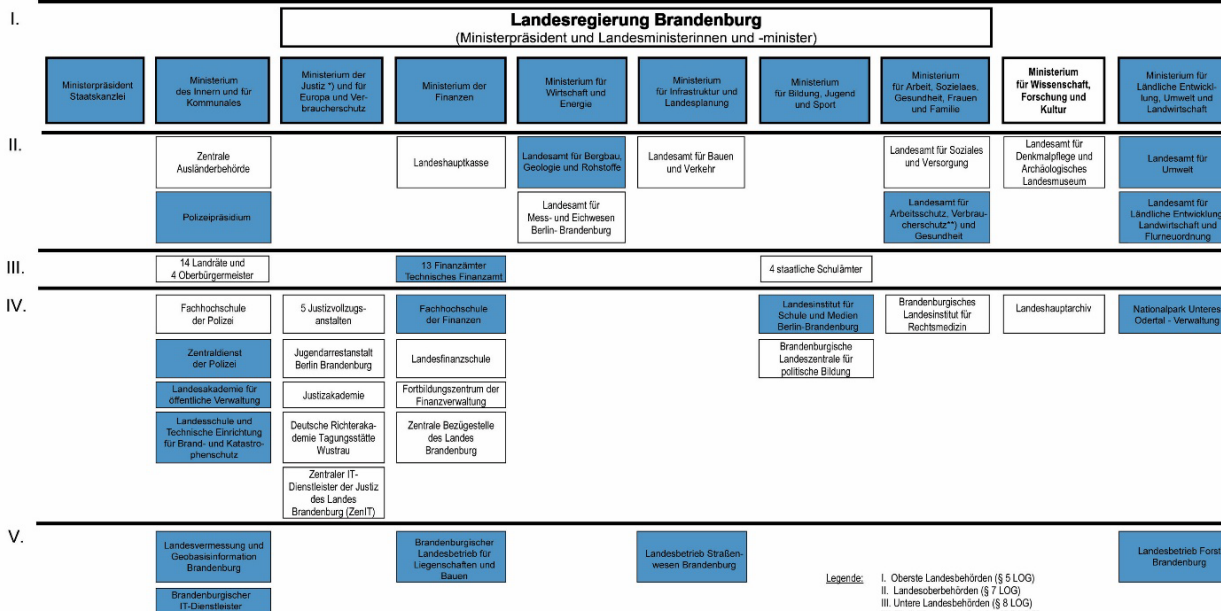 I.
Landesregierung Brandenburg
(Ministerpräsident und Landesministerinnen und -minister)
Ministerpräsident
Staatskanzlei
Ministerium
des Innern und für
Kommunales
Ministerium der
Justiz *) und für
Europa und Ver-
braucherschutz
Ministerium der
Finanzen
Ministerium für
Wirtschaft und
Energie
Ministerium
für Infrastruktur und
Landesplanung
Ministerium
für Bildung, Jugend
und Sport
Ministerium
für Arbeit, Sozielaes,
Gesundheit, Frauen
und Familie
Ministerium
für Wissenschaft,
Forschung und
Kultur
Ministerium für
Ländliche Entwick-
lung, Umwelt und
Landwirtschaft
II.
Zentrale
Ausländerbehörde
Landeshauptkasse
Landesamt für Bergbau,
Geologie und Rohstoffe
Landesamt für Bauen
und Verkehr
Landesamt für Soziales
und Versorgung
Landesamt für
Denkmalpflege und
Archäologisches
Landesmuseum
Landesamt für
Umwelt
Polizeipräsidium
Landesamt für
Mess- und Eichwesen
Berlin- Brandenburg
Landesamt für
Arbeitsschutz, Verbrau-
cherschutz**) und
Gesundheit
Landesamt für
Ländliche Entwicklung
Landwirtschaft und
Flurneuordnung
III.
14 Landräte und
4 Oberbürgermeister
13 Finanzämter
Technisches Finanzamt
4 staatliche Schulämter
IV.
Fachhochschule
der Polizei
5 Justizvollzugs-
anstalten
Fachhochschule
der Finanzen
Landesinstitut für
Schule und Medien
Berlin-Brandenburg
Brandenburgisches
Landesinstitut für
Rechtsmedizin
Landeshauptarchiv
Nationalpark Unteres
Odertal - Verwaltung
Zentraldienst
der Polizei
Jugendarrestanstalt
Berlin Brandenburg
Landesfinanzschule
Brandenburgische
Landeszentrale für
politische Bildung
Landesakademie für
öffentliche Verwaltung
Justizakademie
Fortbildungszentrum der
Finanzverwaltung
Landesschule und
Technische Einrichtung
für Brand- und Katastro-
phenschutz
Deutsche Richteraka-
demie Tagungsstätte
Wustrau
Zentrale Bezügestelle
des Landes
Brandenburg
Zentraler IT-
Dienstleister der Justiz
des Landes
Brandenburg (ZenIT)
V.
Landesvermessung und
Geobasisinformation
Brandenburg
Brandenburgischer
Landesbetrieb für
Liegenschaften und
Bauen
Landesbetrieb Straßen-
wesen Brandenburg
Landesbetrieb Forst
Brandenburg
Brandenburgischer
IT-Dienstleister
Legende:
I. Oberste Landesbehörden (§ 5 LOG)
II. Landesoberbehörden (§ 7 LOG)
III. Untere Landesbehörden (§ 8 LOG)